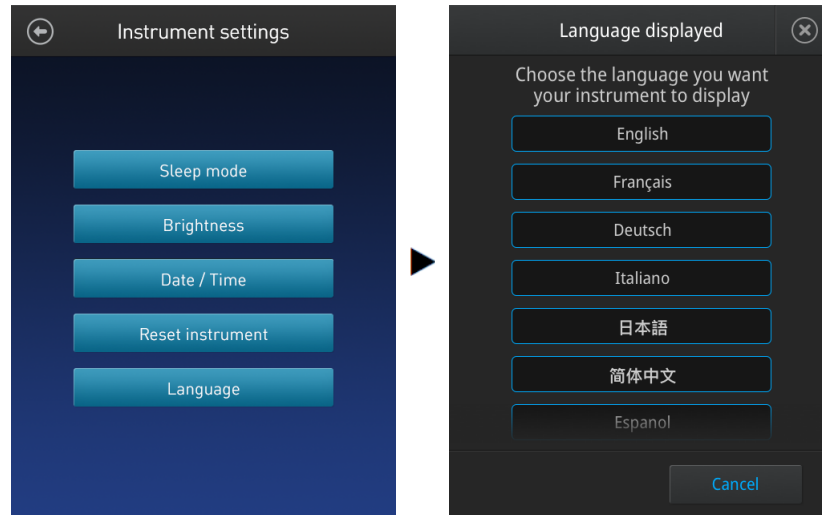 Instrument settings
Sleep mode
Brightness
Date / Time
Reset instrument
Language
Language displayed
Choose the language you want
your instrument to display
English
Français
Deutsch
Italiano
日本語
简体中文
Espanol
Cancel